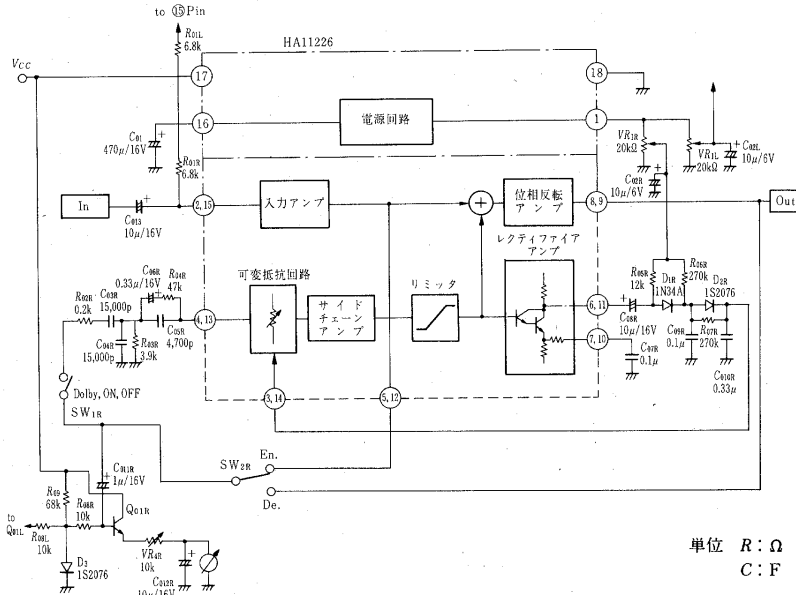 to ⑮Pin
R01L
6.8k
HA11226
VCC
17
18
16
電源回路
1
C01
470μ/16V
R01R
6.8k
VR1R
20kΩ
VR1L
20kΩ
C02L
10μ/6V
C02R
10μ/6V
In
C013
10μ/16V
2,15
入力アンプ
+
位相反転
アンプ
8,9
Out
レクティファイア
アンプ
可変抵抗回路
リミッタ
サイド
チェーン
アンプ
C06R
0.33μ/16V
R04R
47k
R02R
0.2k
C03R
15,000p
C04R
15,000p
R03R
3.9k
C05R
4,700p
4,13
6,11
7,10
R05R
12k
D1R
1N34A
R06R
270k
D2R
1S2076
C08R
10μ/16V
C07R
0.1μ
C09R
0.1μ
R07R
270k
C010R
0.33μ
3,14
5,12
Dolby, ON, OFF
SW1R
SW2R
En.
De.
C011R
1μ/16V
R09
68k
R08R
10k
Q01R
to
Q01L
R08L
10k
D3
1S2076
VR4R
10k
C012R
10μ/16V
単位 R:Ω
C:F